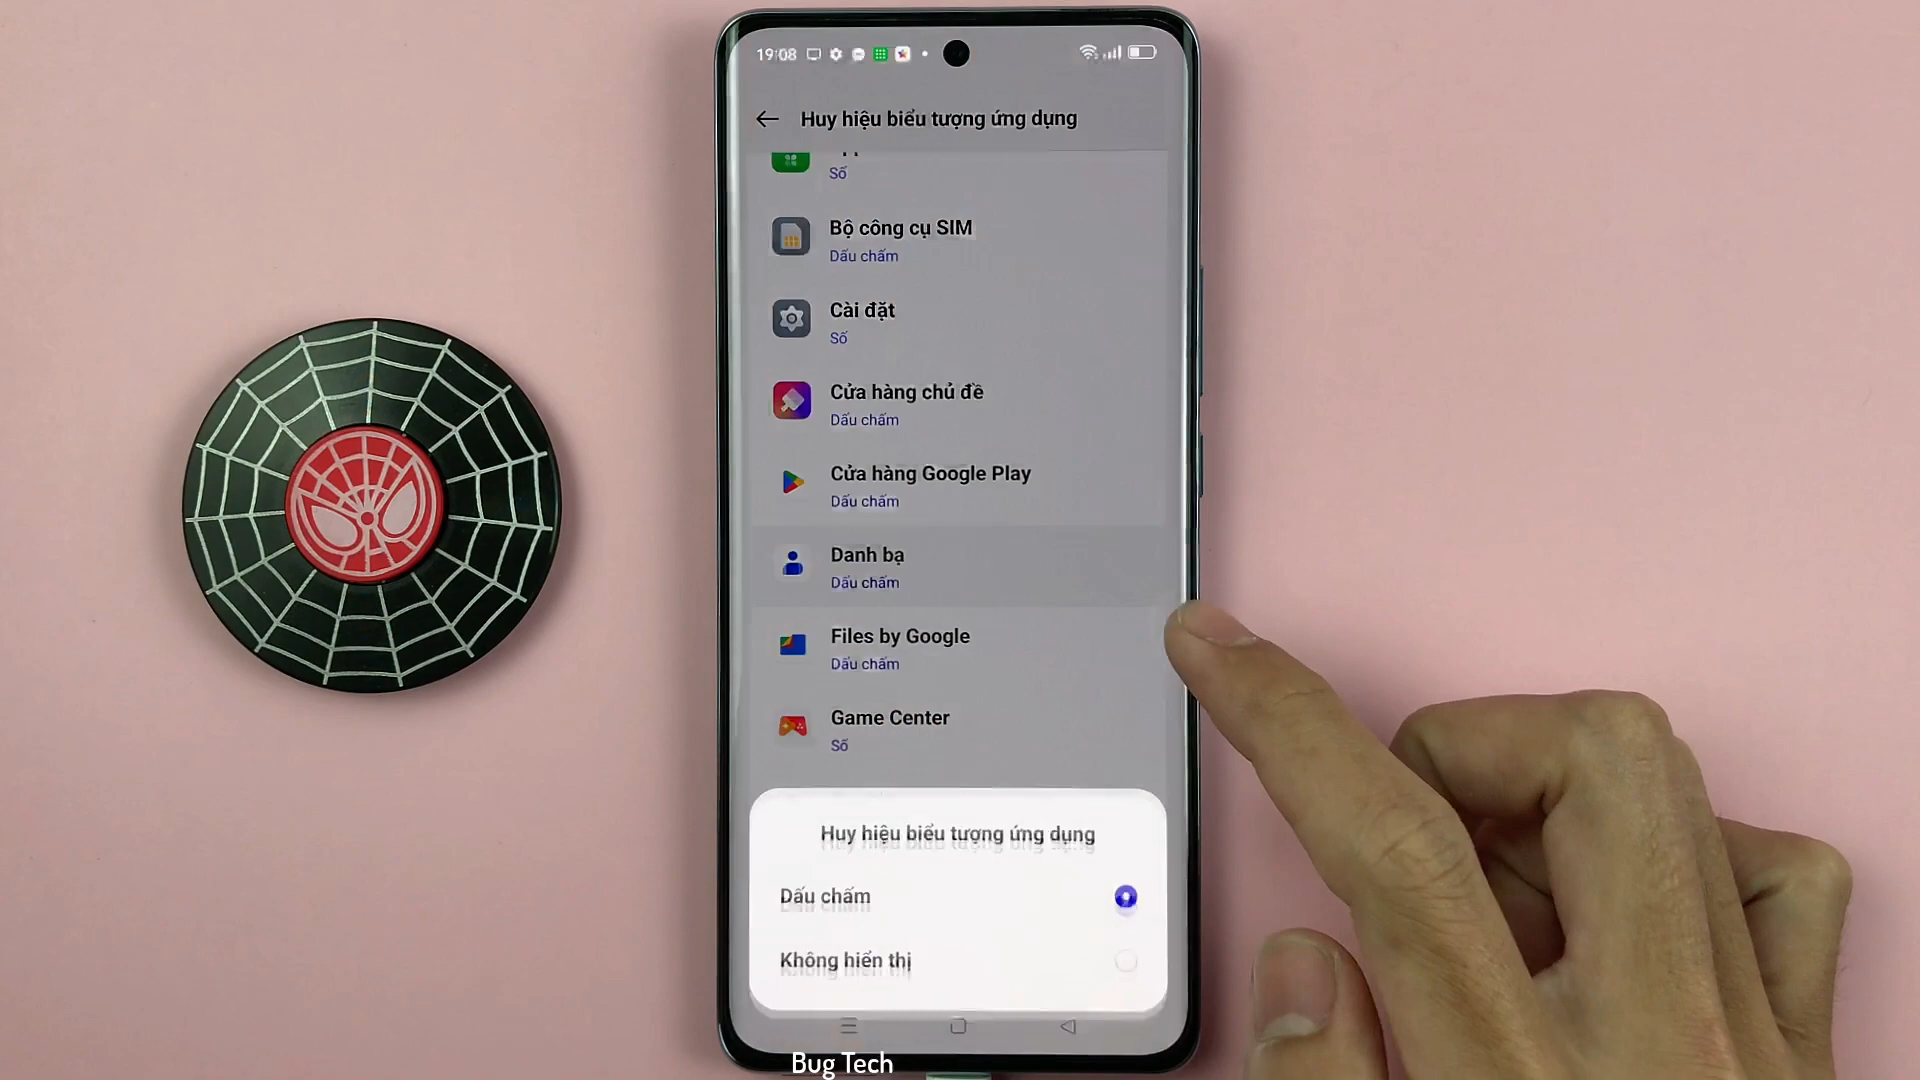 19:08
Huy hiệu biểu tượng ứng dụng
Số
Bộ công cụ SIM
Dấu chấm
Cài đặt
Số
Cửa hàng chủ đề
Dấu chấm
Cửa hàng Google Play
Dấu chấm
Danh bạ
Dấu chấm
Files by Google
Dấu chấm
Game Center
Số
Huy hiệu biểu tượng ứng dụng
Dấu chấm
Không hiển thị
Bug Tech